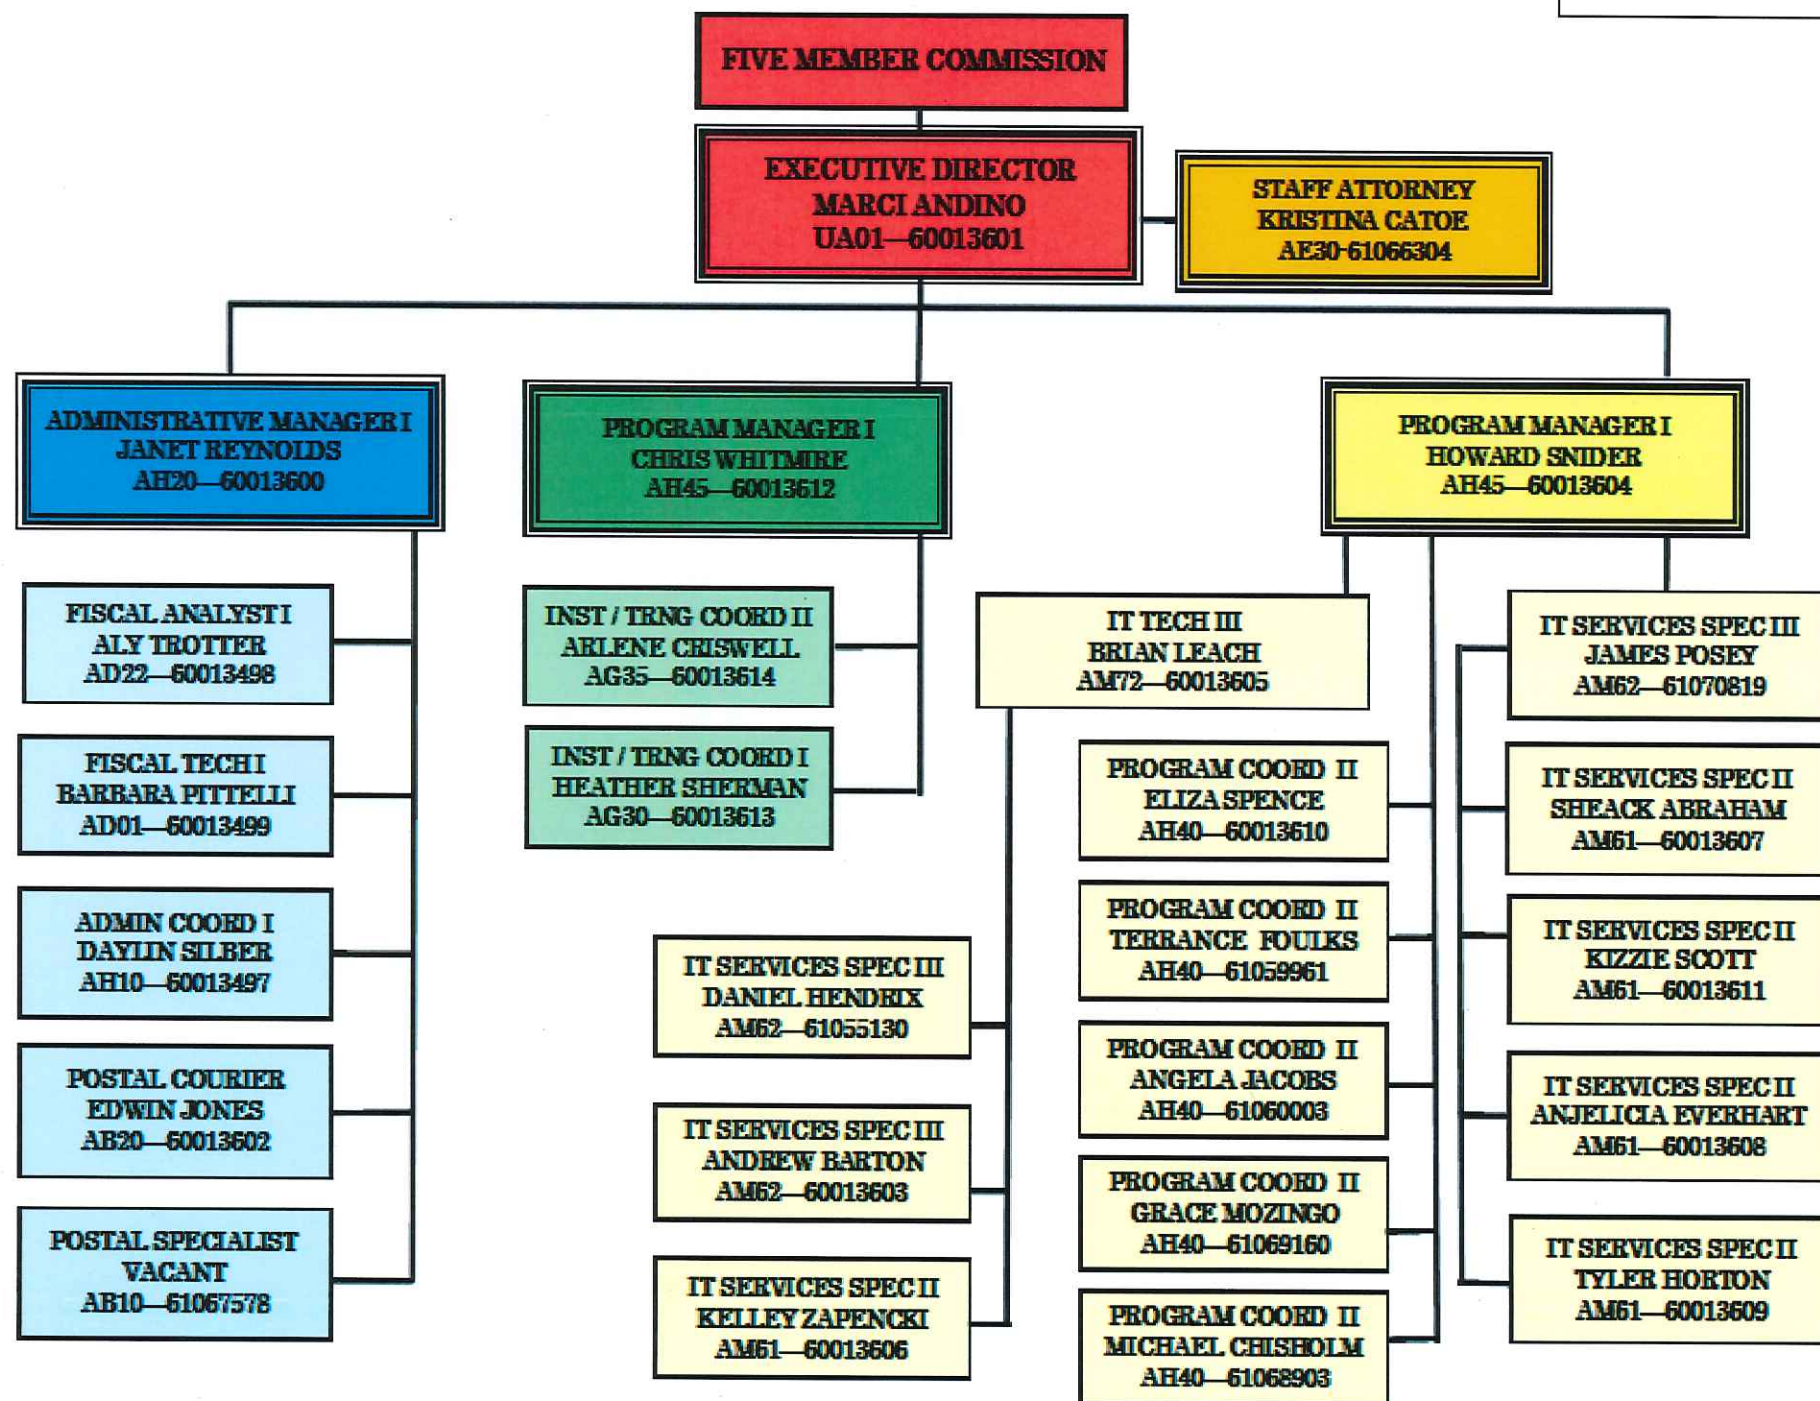 FIVE MEMBER COMMISSION
EXECUTIVE DIRECTOR
MARCI ANDINO
UA01—60013601
STAFF ATTORNEY
KRISTINA CATOE
AE30-61066304
ADMINISTRATIVE MANAGER I
JANET REYNOLDS
AH20—60013600
PROGRAM MANAGER I
CHRIS WHITMIRE
AH45—60013612
PROGRAM MANAGER I
HOWARD SNIDER
AH45—60013604
FISCAL ANALYST I
ALY TROTTER
AD22—60013498
FISCAL TECH I
BARBARA PITTELLI
AD01—60013499
ADMIN COORD I
DAYLIN SILBER
AH10—60013497
POSTAL COURIER
EDWIN JONES
AB20—60013602
POSTAL SPECIALIST
VACANT
AB10—61067578
INST / TRNG COORD II
ARLENE CRISWELL
AG35—60013614
INST / TRNG COORD I
HEATHER SHERMAN
AG30—60013613
IT TECH III
BRIAN LEACH
AM72—60013605
IT SERVICES SPEC III
DANIEL HENDRIX
AM62—61055130
IT SERVICES SPEC III
ANDREW BARTON
AM62—60013603
IT SERVICES SPEC II
KELLEY ZAPENCKI
AM61—60013606
PROGRAM COORD II
ELIZA SPENCE
AH40—60013610
PROGRAM COORD II
TERRANCE FOULKS
AH40—61059961
PROGRAM COORD II
ANGELA JACOBS
AH40—61060003
PROGRAM COORD II
GRACE MOZINGO
AH40—61069160
PROGRAM COORD II
MICHAEL CHISHOLM
AH40—61068903
IT SERVICES SPEC III
JAMES POSEY
AM62—61070819
IT SERVICES SPEC II
SHEACK ABRAHAM
AM61—60013607
IT SERVICES SPEC II
KIZZIE SCOTT
AM61—60013611
IT SERVICES SPEC II
ANJELICIA EVERHART
AM61—60013608
IT SERVICES SPEC II
TYLER HORTON
AM61—60013609